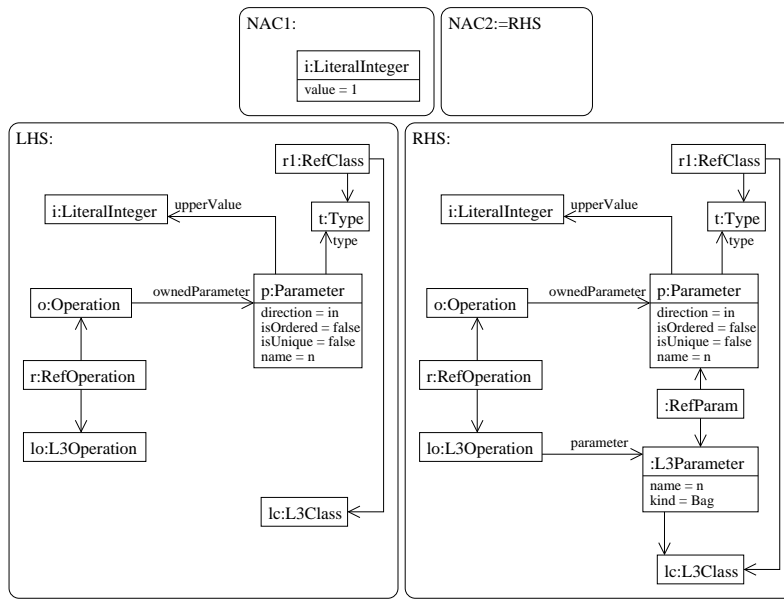 NAC1:
i:LiteralInteger
value = 1
NAC2:=RHS
LHS:
r1:RefClass
i:LiteralInteger
upperValue
t:Type
type
o:Operation
ownedParameter
p:Parameter
direction = in
isOrdered = false
isUnique = false
name = n
r:RefOperation
lo:L3Operation
lc:L3Class
RHS:
r1:RefClass
i:LiteralInteger
upperValue
t:Type
type
o:Operation
ownedParameter
p:Parameter
direction = in
isOrdered = false
isUnique = false
name = n
r:RefOperation
:RefParam
lo:L3Operation
parameter
:L3Parameter
name = n
kind = Bag
lc:L3Class